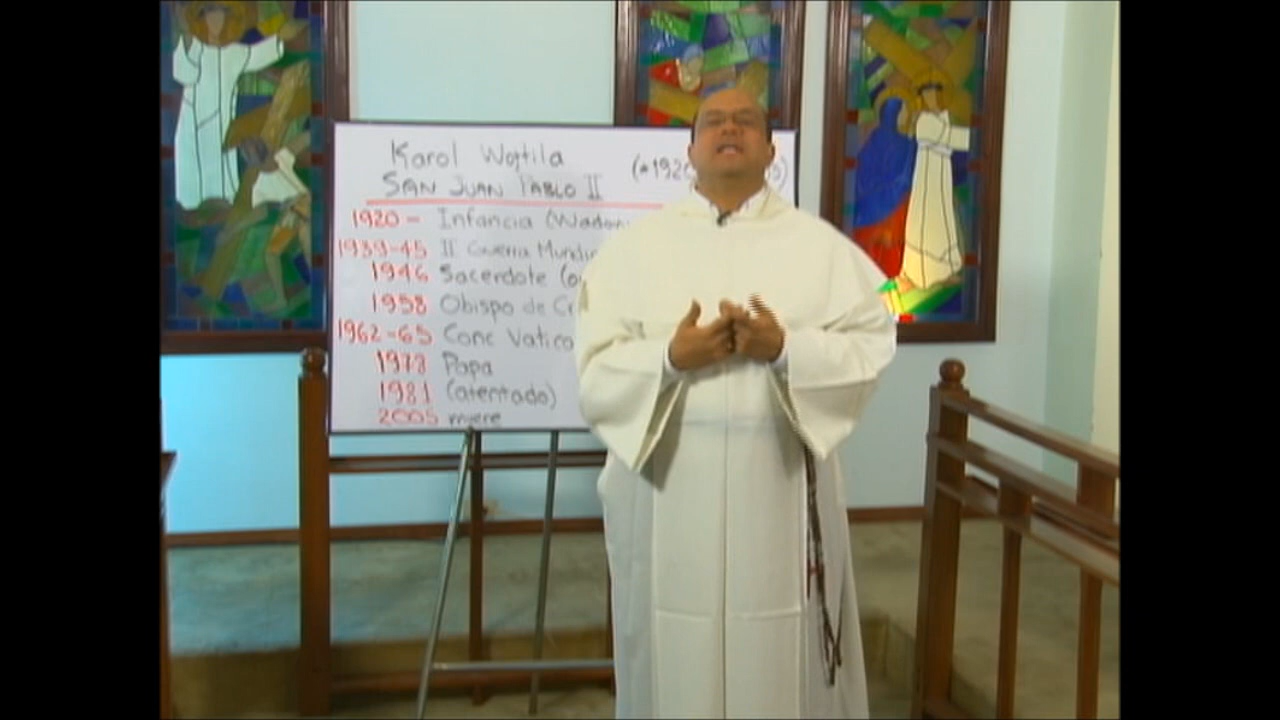 Karol Wojtila (*1920
SAN JUAN PABLO II
1920 - Infancia
1939-45 II Guerra
1946 Sacerdote
1958 Obispo de
1962-65 Conc Vatica
1978 Papa
1981 (atentado)
2005 muere